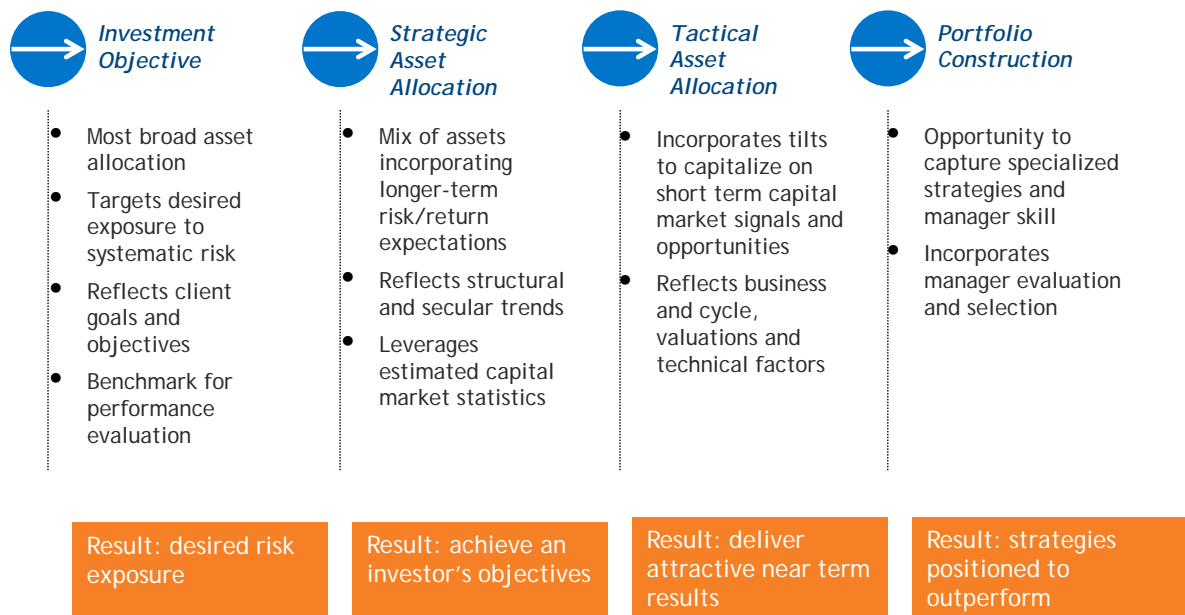 Investment
Objective
• Most broad asset
allocation
• Targets desired
exposure to
systematic risk
• Reflects client
goals and
objectives
• Benchmark for
performance
evaluation
Result: desired risk
exposure
Strategic
Asset
Allocation
• Mix of assets
incorporating
longer-term
risk/return
expectations
• Reflects structural
and secular trends
• Leverages
estimated capital
market statistics
Result: achieve an
investor's objectives
Tactical
Asset
Allocation
• Incorporates tilts
to capitalize on
short term capital
market signals and
opportunities
• Reflects business
and cycle,
valuations and
technical factors
Result: deliver
attractive near term
results
Portfolio
Construction
• Opportunity to
capture specialized
strategies and
manager skill
• Incorporates
manager evaluation
and selection
Result: strategies
positioned to
outperform